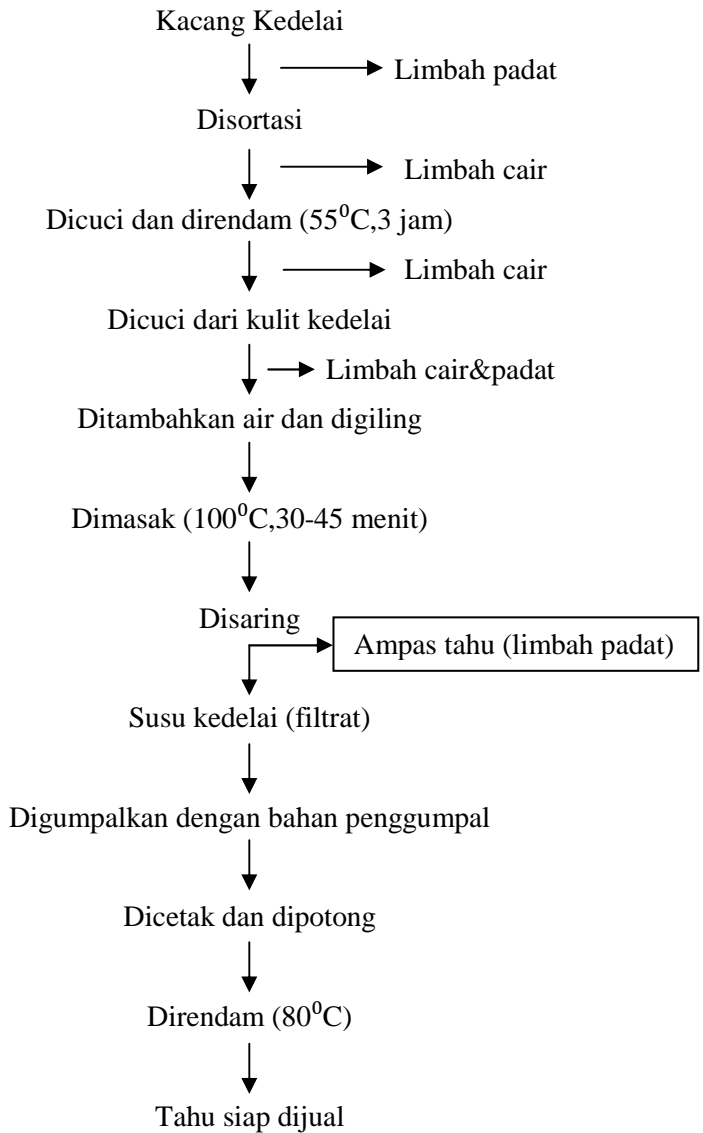 Kacang Kedelai
Limbah padat
Disortasi
Limbah cair
Dicuci dan direndam (55⁰C,3 jam)
Limbah cair
Dicuci dari kulit kedelai
Limbah cair&padat
Ditambahkan air dan digiling
Dimasak (100⁰C,30-45 menit)
Disaring
Ampas tahu (limbah padat)
Susu kedelai (filtrat)
Digumpalkan dengan bahan penggumpal
Dicetak dan dipotong
Direndam (80⁰C)
Tahu siap dijual